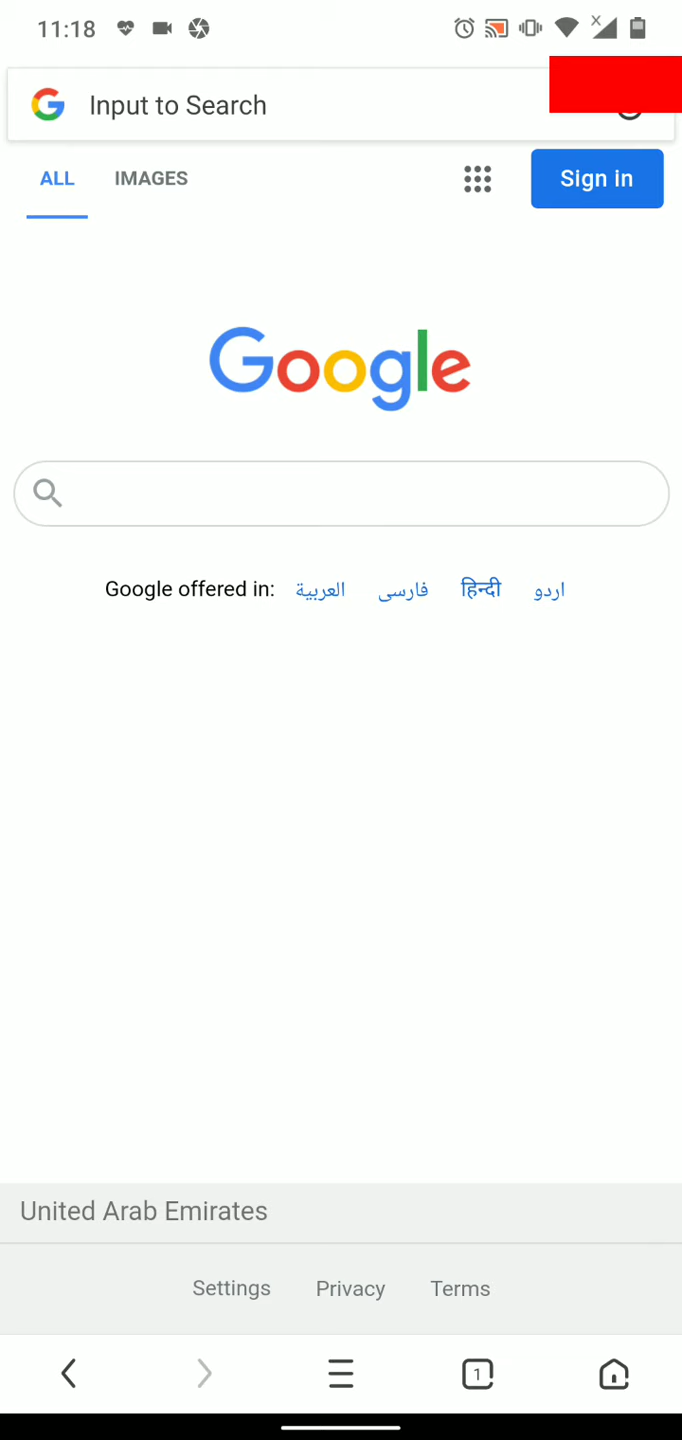 11:18
Input to Search
ALL IMAGES Sign in
Google
Google offered in: العربية فارسی हिन्दी اردو
United Arab Emirates
Settings Privacy Terms
1